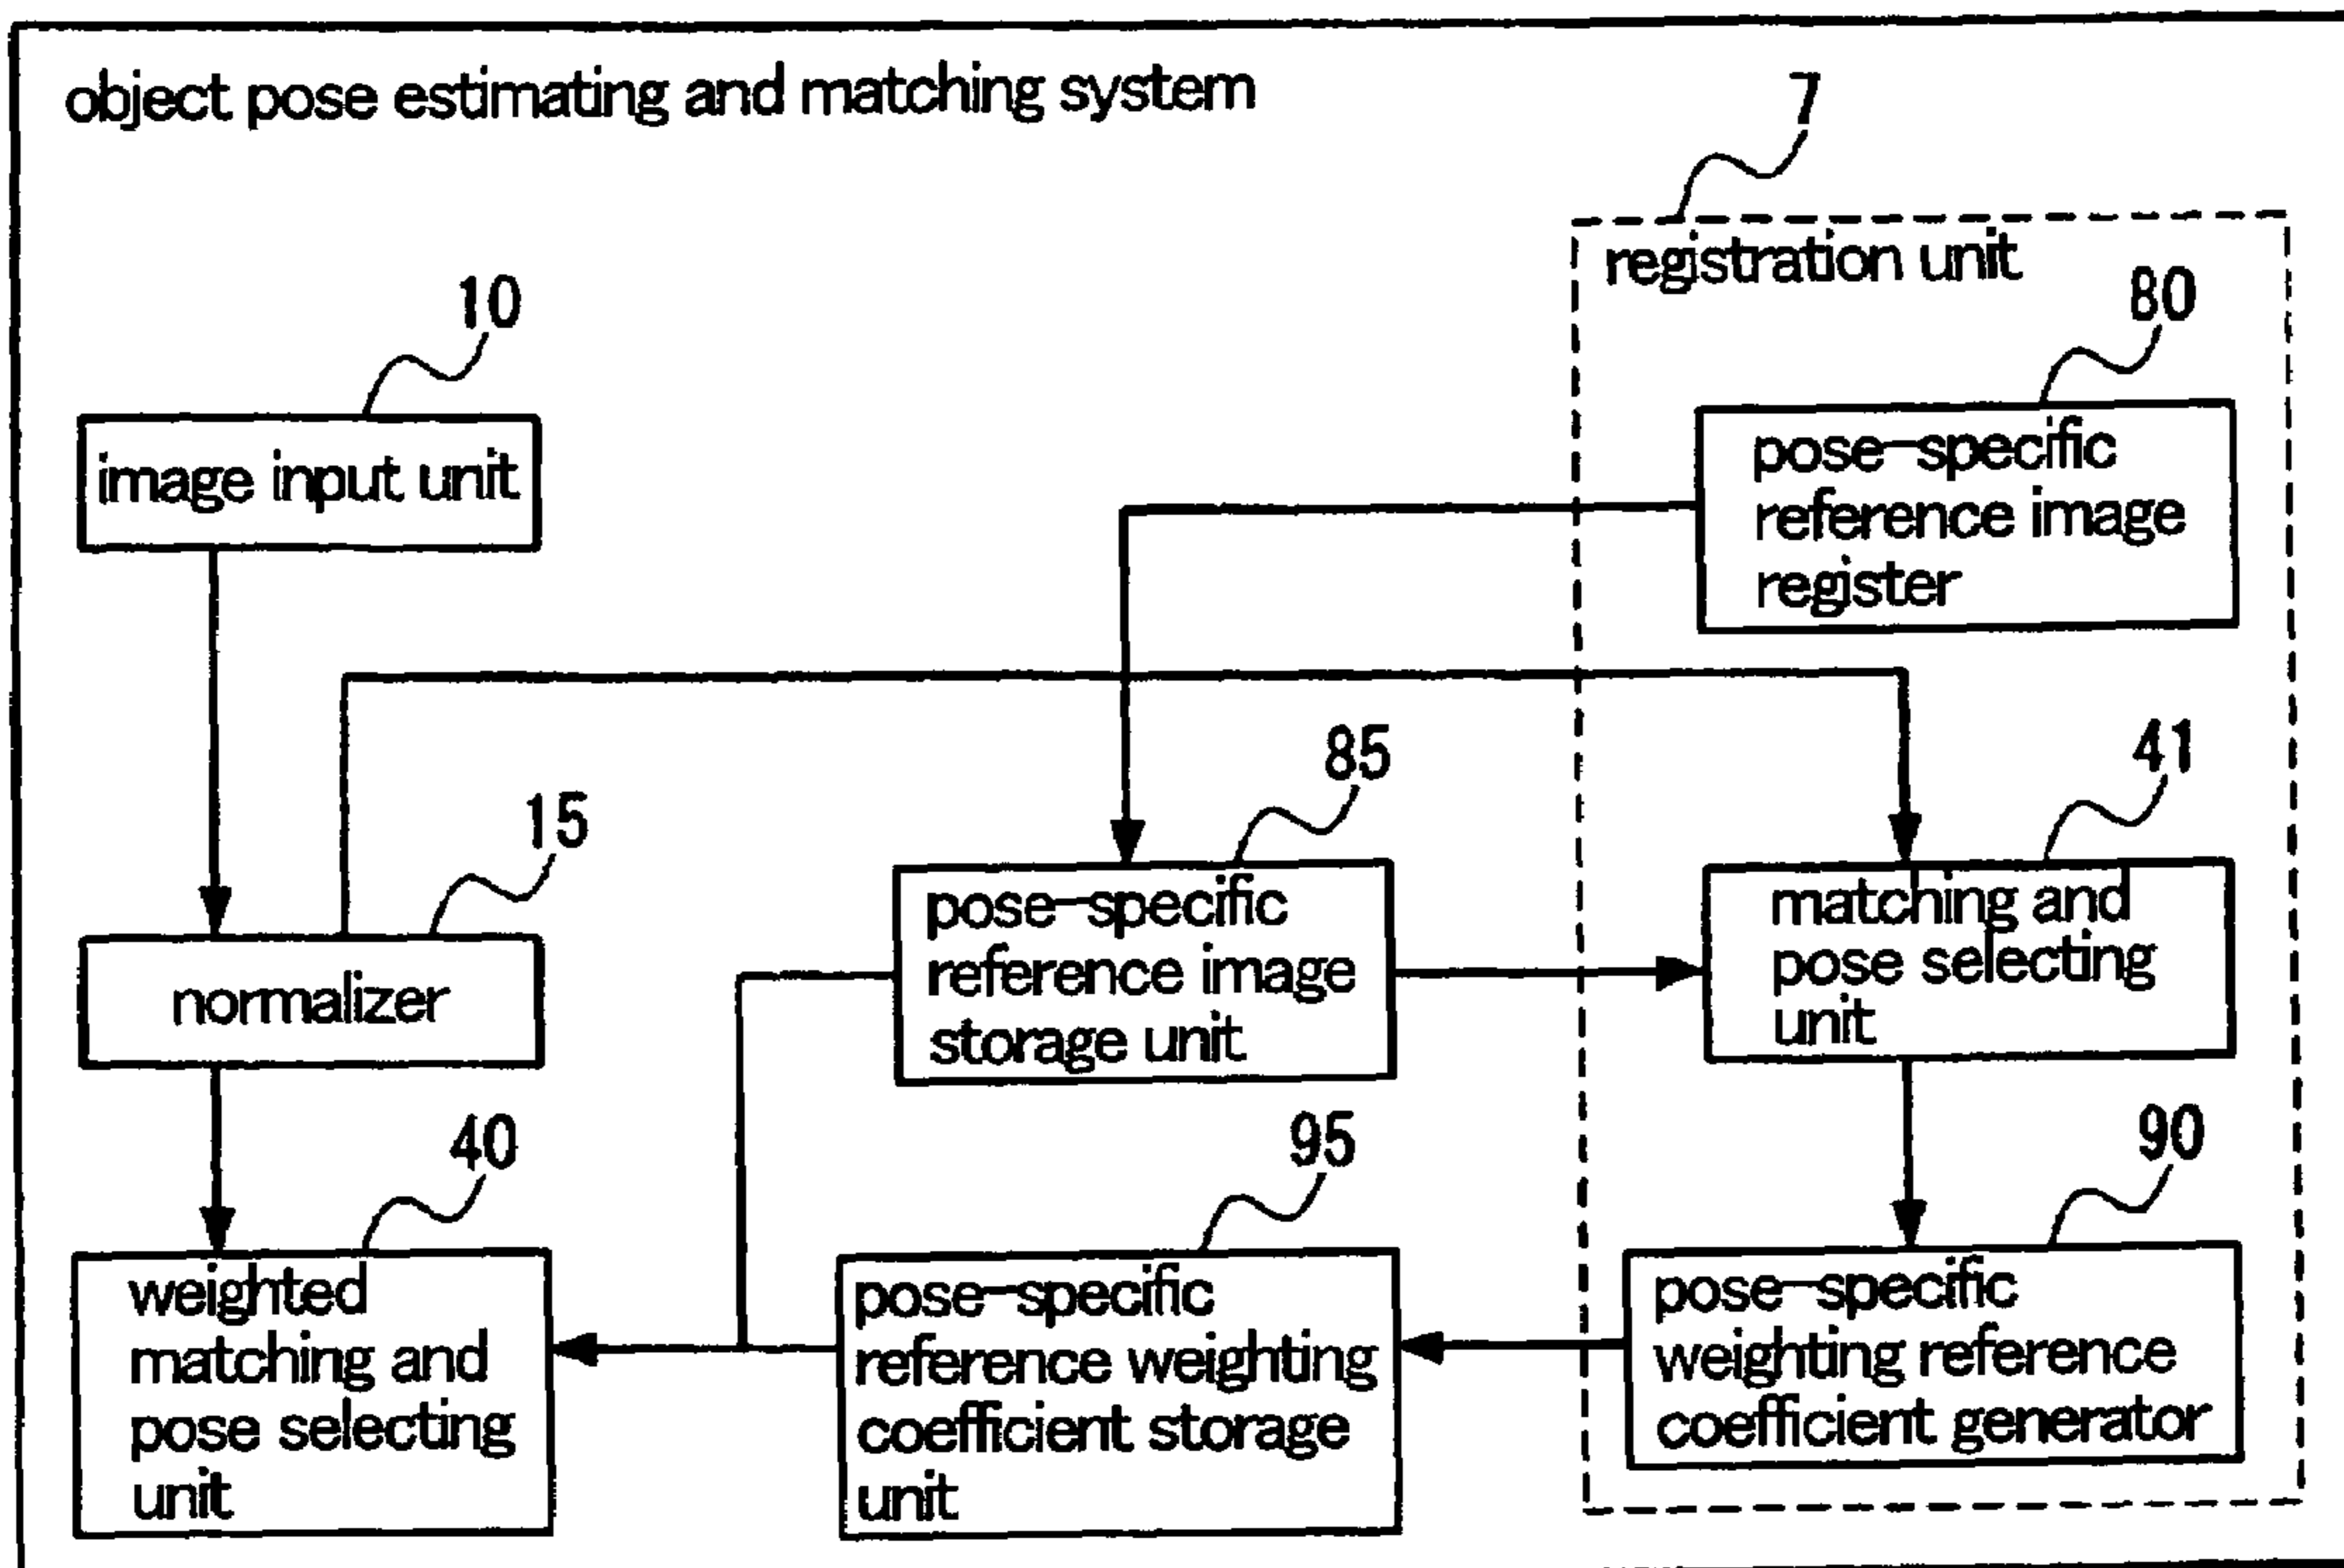 object pose estimating and matching system
7
registration unit
10
80
image input unit
pose-specific
reference image
register
85
41
15
pose-specific
reference image
storage unit
matching and
pose selecting
unit
normalizer
40
95
90
weighted
matching and
pose selecting
unit
pose-specific
reference weighting
coefficient storage
unit
pose-specific
weighting reference
coefficient generator